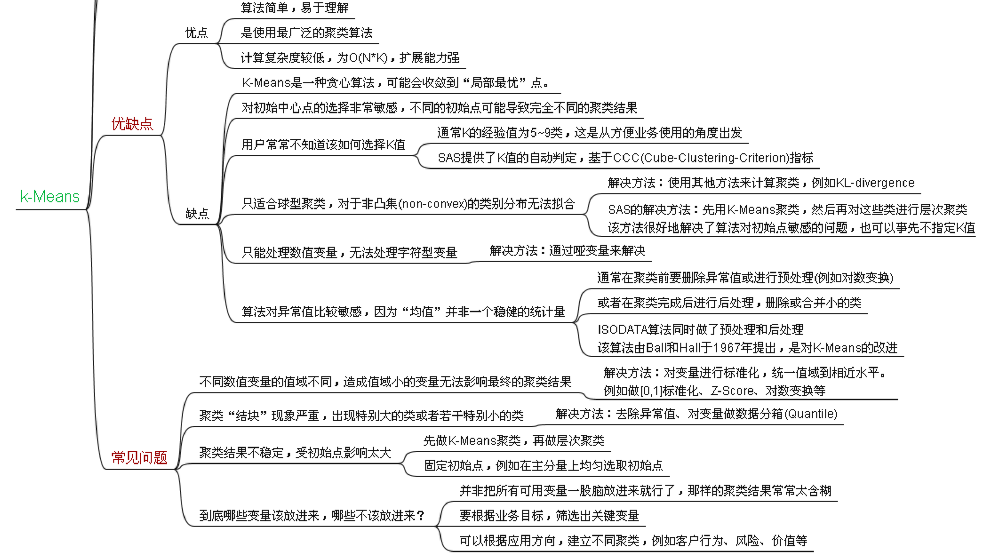 k-Means
优缺点
优点
算法简单，易于理解
是使用最广泛的聚类算法
计算复杂度较低，为O(N*K)，扩展能力强
缺点
K-Means是一种贪心算法，可能会收敛到“局部最优”点。
对初始中心点的选择非常敏感，不同的初始点可能导致完全不同的聚类结果
用户常常不知道该如何选择K值
通常K的经验值为5~9类，这是从方便业务使用的角度出发
SAS提供了K值的自动判定，基于CCC(Cube-Clustering-Criterion)指标
只适合球型聚类，对于非凸集(non-convex)的类别分布无法拟合
解决方法：使用其他方法来计算聚类，例如KL-divergence
SAS的解决方法：先用K-Means聚类，然后再对这些类进行层次聚类
该方法很好地解决了算法对初始点敏感的问题，也可以事先不指定K值
只能处理数值变量，无法处理字符型变量
解决方法：通过哑变量来解决
算法对异常值比较敏感，因为“均值”并非一个稳健的统计量
通常在聚类前要删除异常值或进行预处理(例如对数变换)
或者在聚类完成后进行后处理，删除或合并小的类
ISODATA算法同时做了预处理和后处理
该算法由Ball和Hall于1967年提出，是对K-Means的改进
常见问题
不同数值变量的值域不同，造成值域小的变量无法影响最终的聚类结果
解决方法：对变量进行标准化，统一值域到相近水平。
例如做[0,1]标准化、Z-Score、对数变换等
聚类“结块”现象严重，出现特别大的类或者若干特别小的类
解决方法：去除异常值、对变量做数据分箱(Quantile)
聚类结果不稳定，受初始点影响太大
先做K-Means聚类，再做层次聚类
固定初始点，例如在主分量上均匀选取初始点
到底哪些变量该放进来，哪些不该放进来？
并非把所有可用变量一股脑放进来就行了，那样的聚类结果常常太含糊
要根据业务目标，筛选出关键变量
可以根据应用方向，建立不同聚类，例如客户行为、风险、价值等